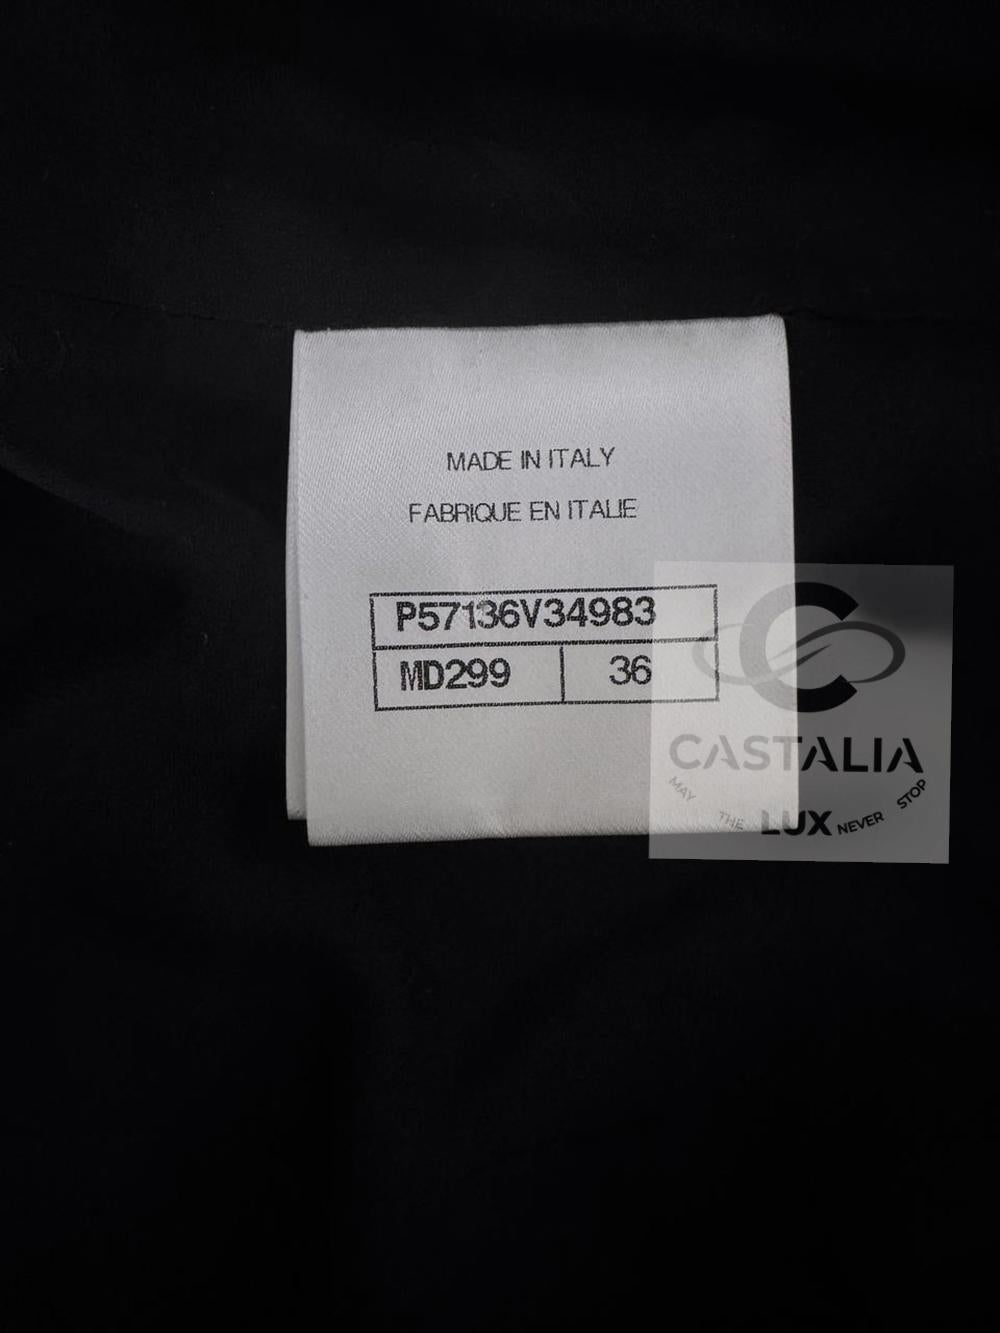 MADE IN ITALY
FABRIQUE EN ITALIE
P57136V34983
MD299 36
CASTALIA
MAY THE LUX NEVER STOP